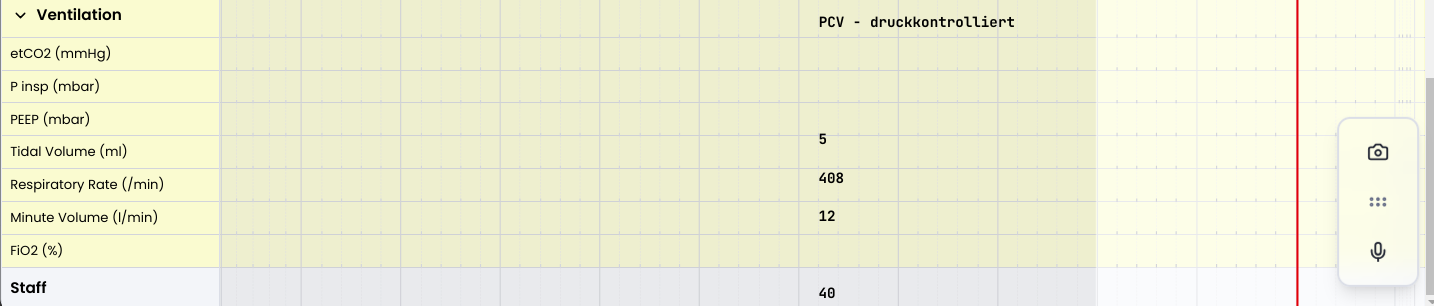 Ventilation
PCV - druckkontrolliert
etCO2 (mmHg)
P insp (mbar)
PEEP (mbar)
5
Tidal Volume (ml)
408
Respiratory Rate (/min)
12
Minute Volume (l/min)
FiO2 (%)
Staff
40